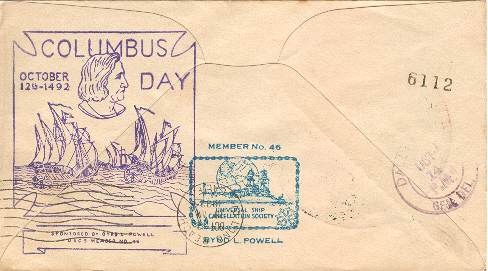 COLUMBUS
DAY
OCTOBER
12th-1492
SPONSORED BY BYRD L. POWELL
U.S.C.S. MEMBER NO. 46
MEMBER No. 46
UNIVERSAL SHIP
CANCELLATION SOCIETY
BYRD L. POWELL
6112
OCT